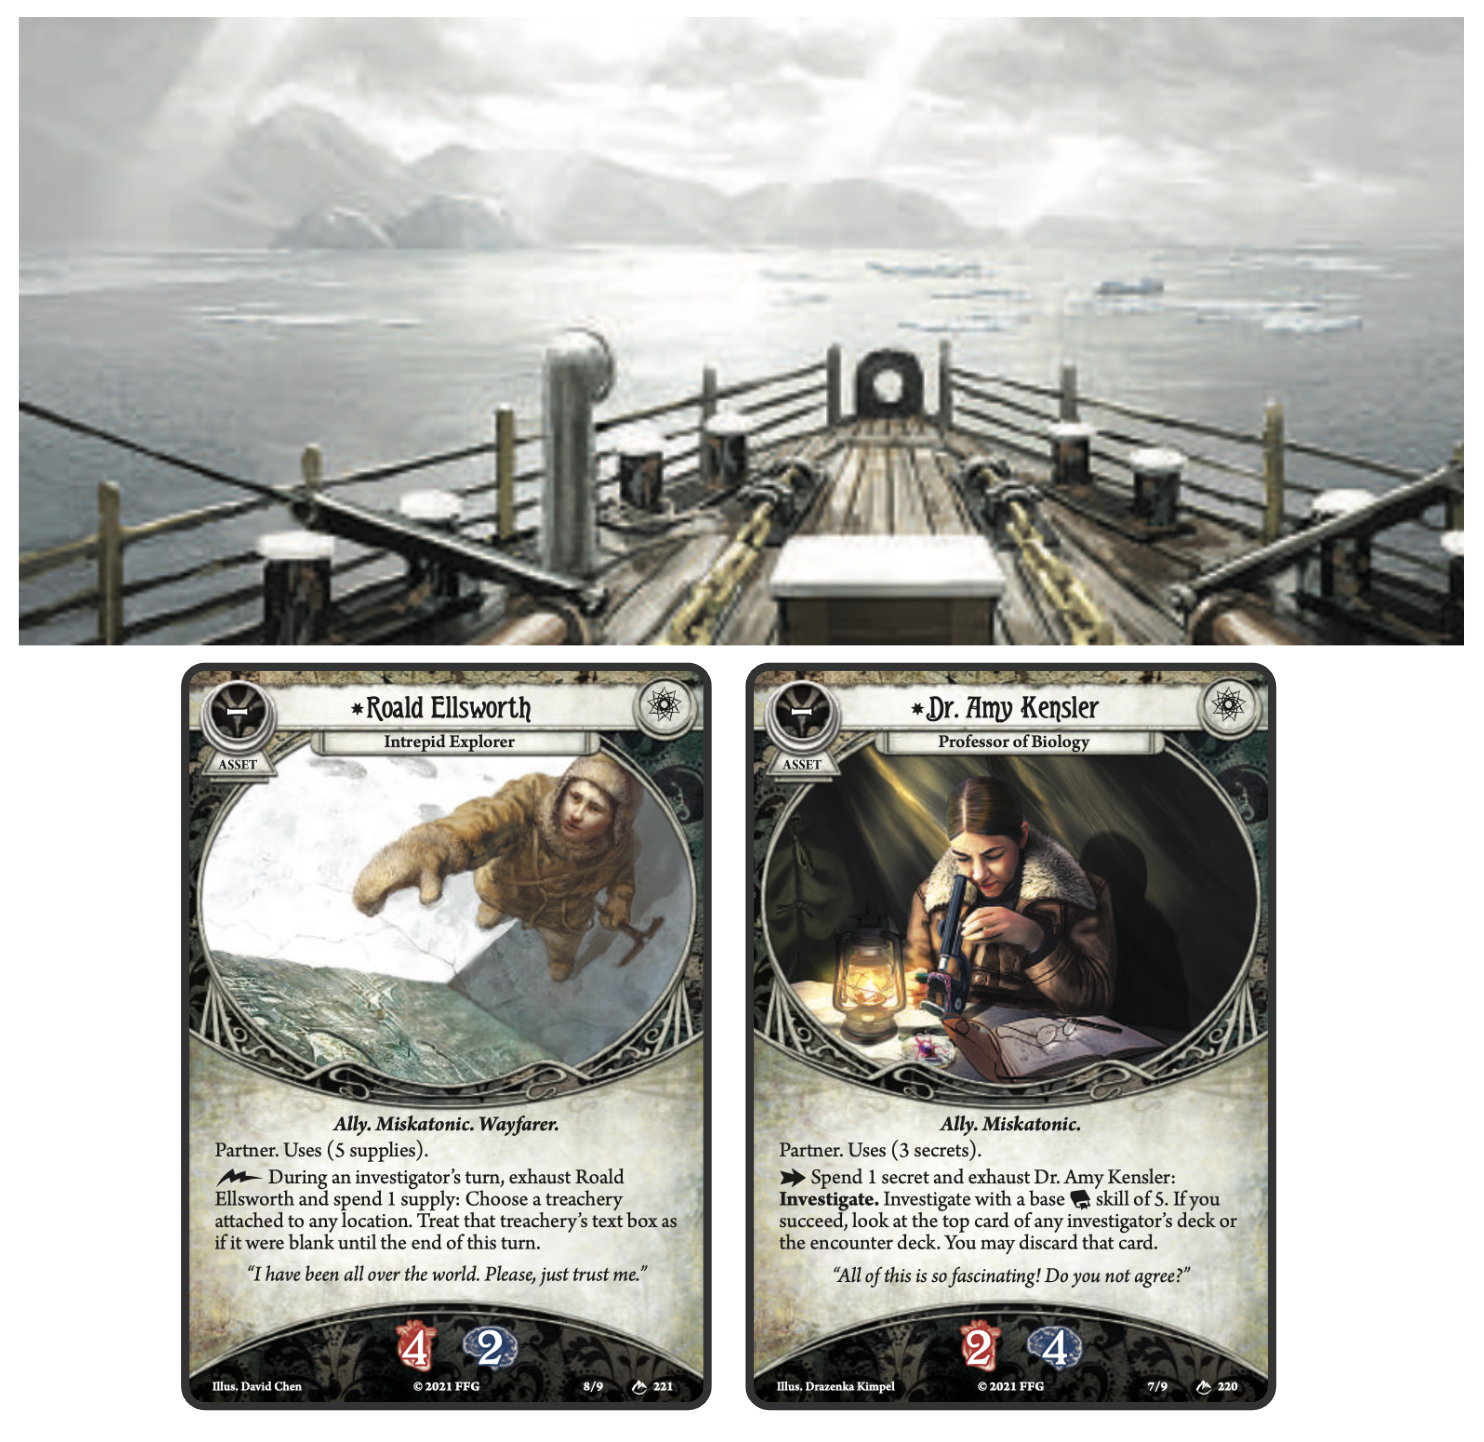 *Roald Ellsworth
Intrepid Explorer
ASSET
Ally. Miskatonic. Wayfarer.
Partner. Uses (5 supplies).
During an investigator's turn, exhaust Roald
Ellsworth and spend 1 supply: Choose a treachery
attached to any location. Treat that treachery's text box as
if it were blank until the end of this turn.
“I have been all over the world. Please, just trust me.”
4 2
Illus. David Chen © 2021 FFG 8/9 221
*Dr. Amy Kensler
Professor of Biology
ASSET
Ally. Miskatonic.
Partner. Uses (3 secrets).
Spend 1 secret and exhaust Dr. Amy Kensler:
Investigate. Investigate with a base skill of 5. If you
succeed, look at the top card of any investigator's deck or
the encounter deck. You may discard that card.
“All of this is so fascinating! Do you not agree?”
2 4
Illus. Drazenka Kimpel © 2021 FFG 7/9 220